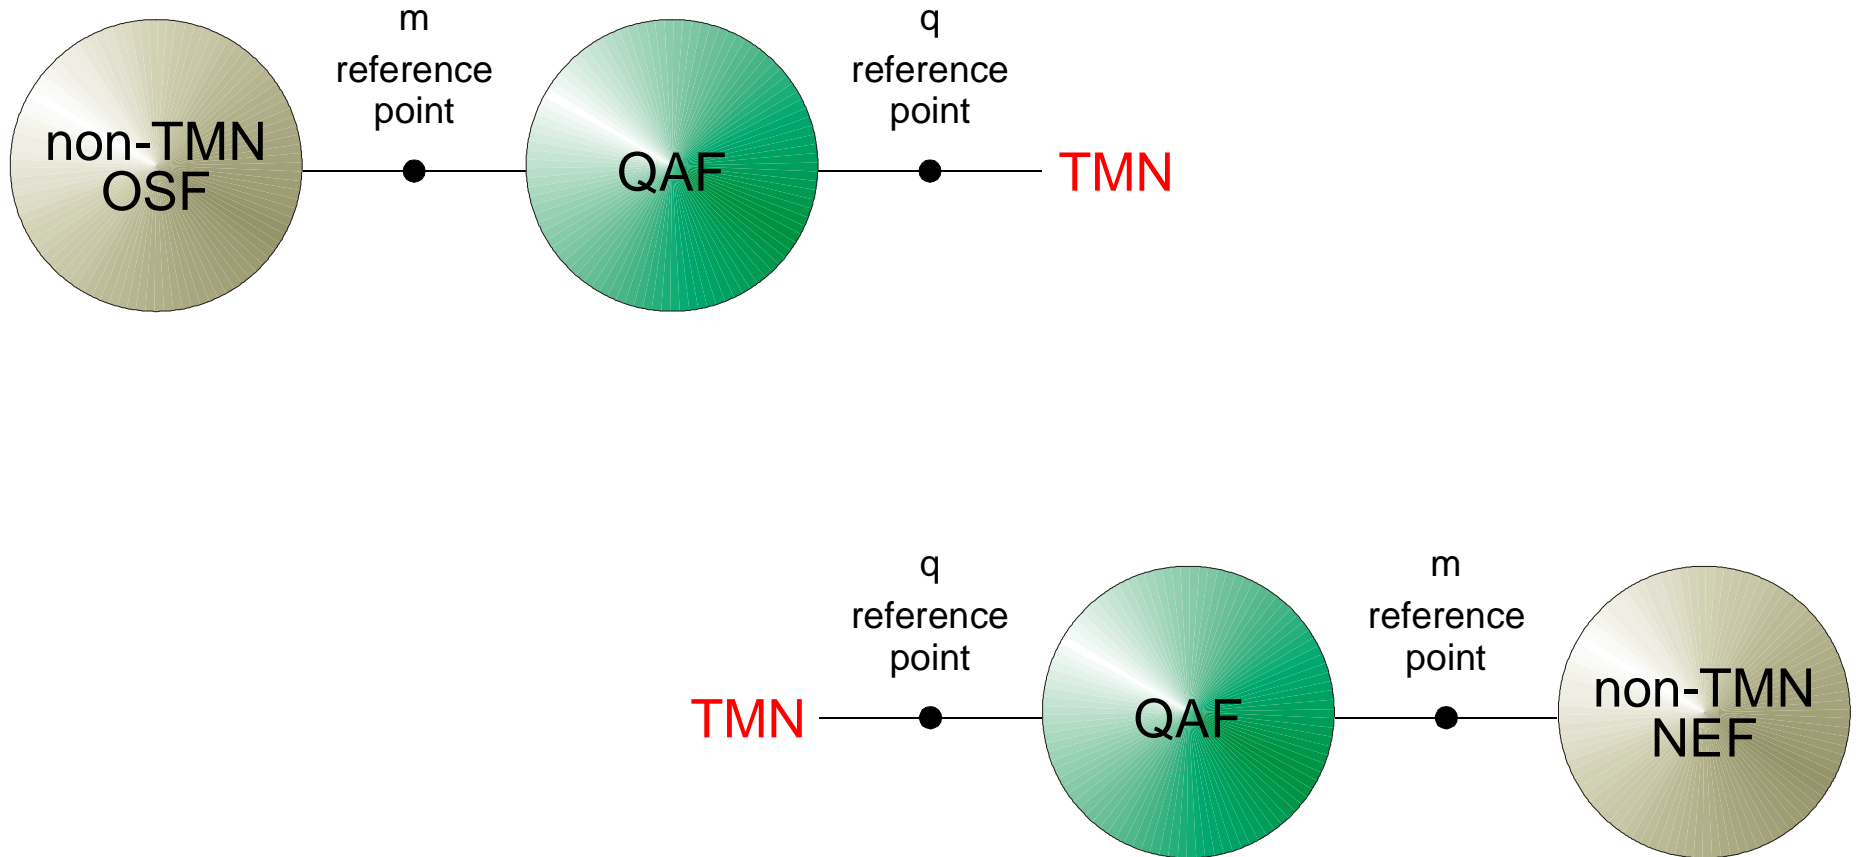 m
reference
point
q
reference
point
non-TMN
OSF
QAF
TMN
q
reference
point
m
reference
point
TMN
QAF
non-TMN
NEF